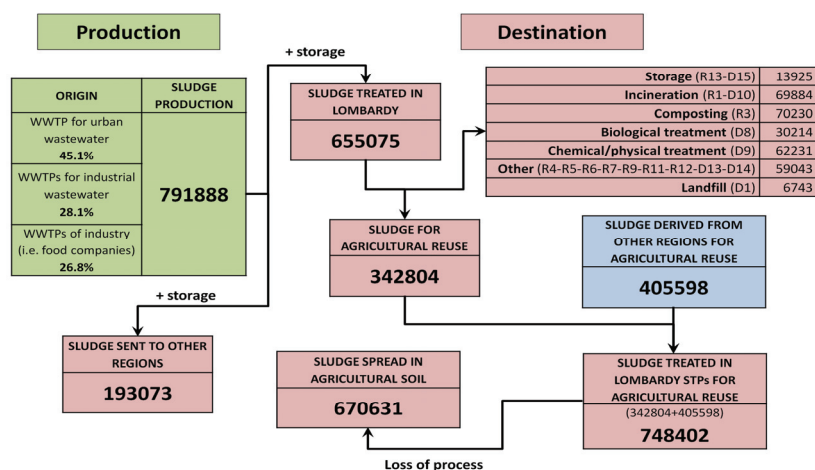 Production
Destination
+ storage
ORIGIN
SLUDGE
PRODUCTION
WWTP for urban
wastewater
45.1%
WWTPs for industrial
wastewater
28.1%
WWTPs of industry
(i.e. food companies)
26.8%
791888
SLUDGE TREATED IN
LOMBARDY
655075
Storage (R13-D15) 13925
Incineration (R1-D10) 69884
Composting (R3) 70230
Biological treatment (D8) 30214
Chemical/physical treatment (D9) 62231
Other (R4-R5-R6-R7-R9-R11-R12-D13-D14) 59043
Landfill (D1) 6743
SLUDGE FOR
AGRICULTURAL REUSE
342804
SLUDGE DERIVED FROM
OTHER REGIONS FOR
AGRICULTURAL REUSE
405598
+ storage
SLUDGE SENT TO OTHER
REGIONS
193073
SLUDGE SPREAD IN
AGRICULTURAL SOIL
670631
SLUDGE TREATED IN
LOMBARDY STPs FOR
AGRICULTURAL REUSE
(342804+405598)
748402
Loss of process